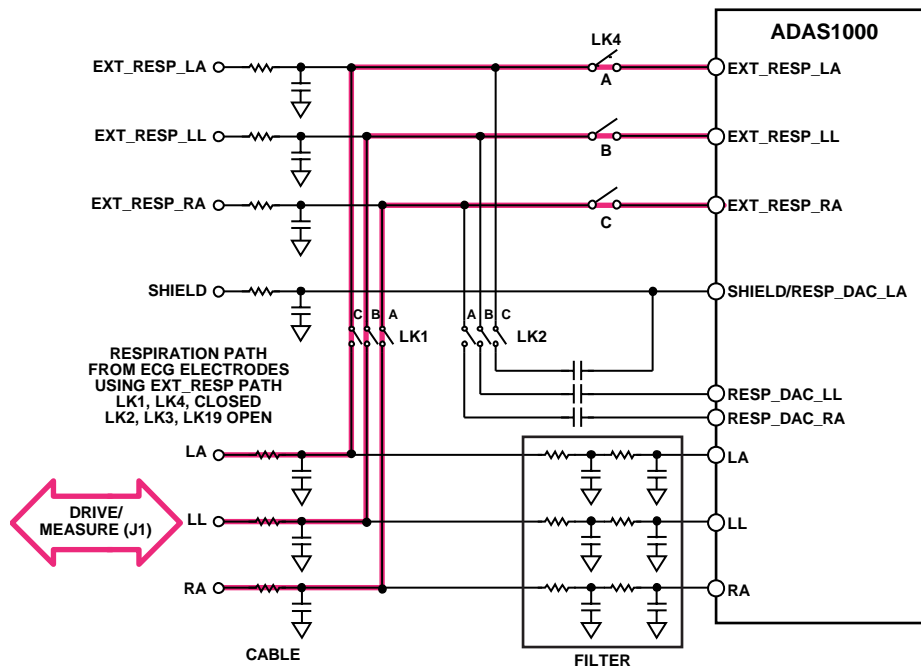 ADAS1000
LK4
EXT_RESP_LA
A
EXT_RESP_LA
EXT_RESP_LL
B
EXT_RESP_LL
EXT_RESP_RA
C
EXT_RESP_RA
SHIELD
SHIELD/RESP_DAC_LA
C B A
LK1
A B C
LK2
RESPIRATION PATH
FROM ECG ELECTRODES
USING EXT_RESP PATH
LK1, LK4, CLOSED
LK2, LK3, LK19 OPEN
RESP_DAC_LL
RESP_DAC_RA
LA
LA
DRIVE/
MEASURE (J1)
LL
LL
RA
RA
CABLE
FILTER